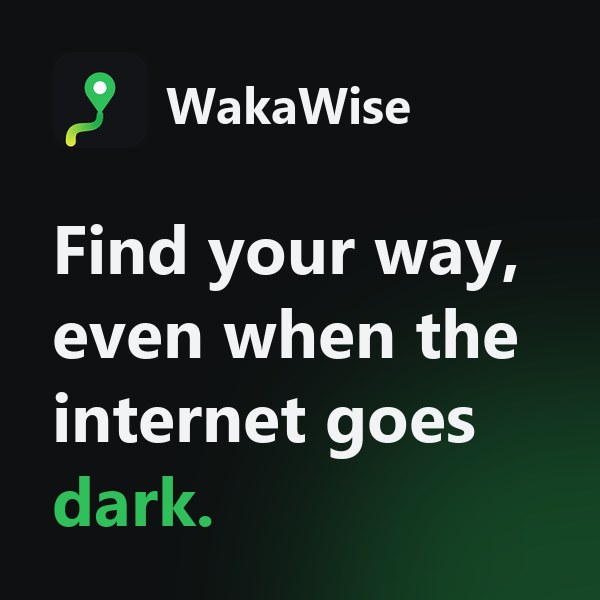 WakaWise
Find your way,
even when the
internet goes
dark.